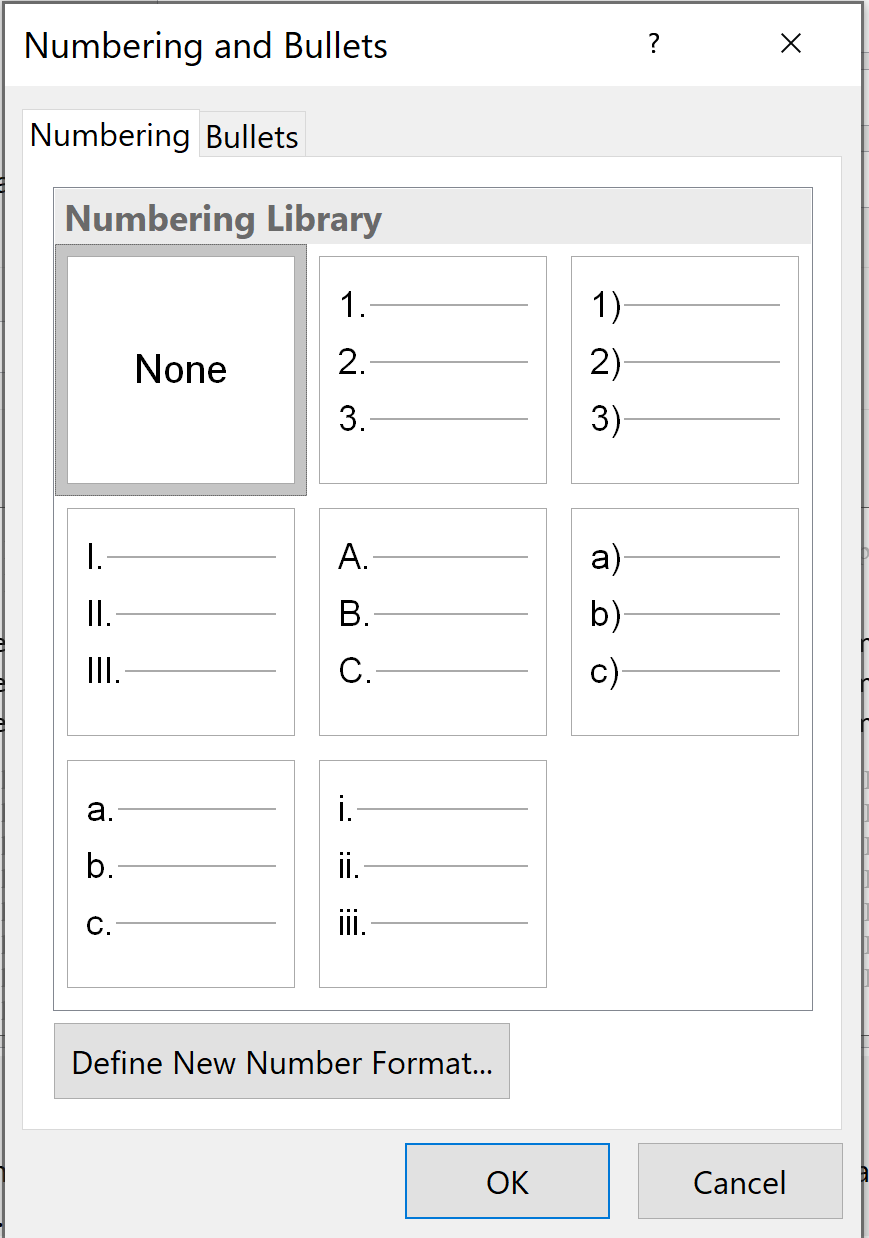 Numbering and Bullets ?
Numbering Bullets
Numbering Library
None
1.
2.
3.
1)
2)
3)
I.
II.
III.
A.
B.
C.
a)
b)
c)
a.
b.
c.
i.
ii.
iii.
Define New Number Format...
OK Cancel